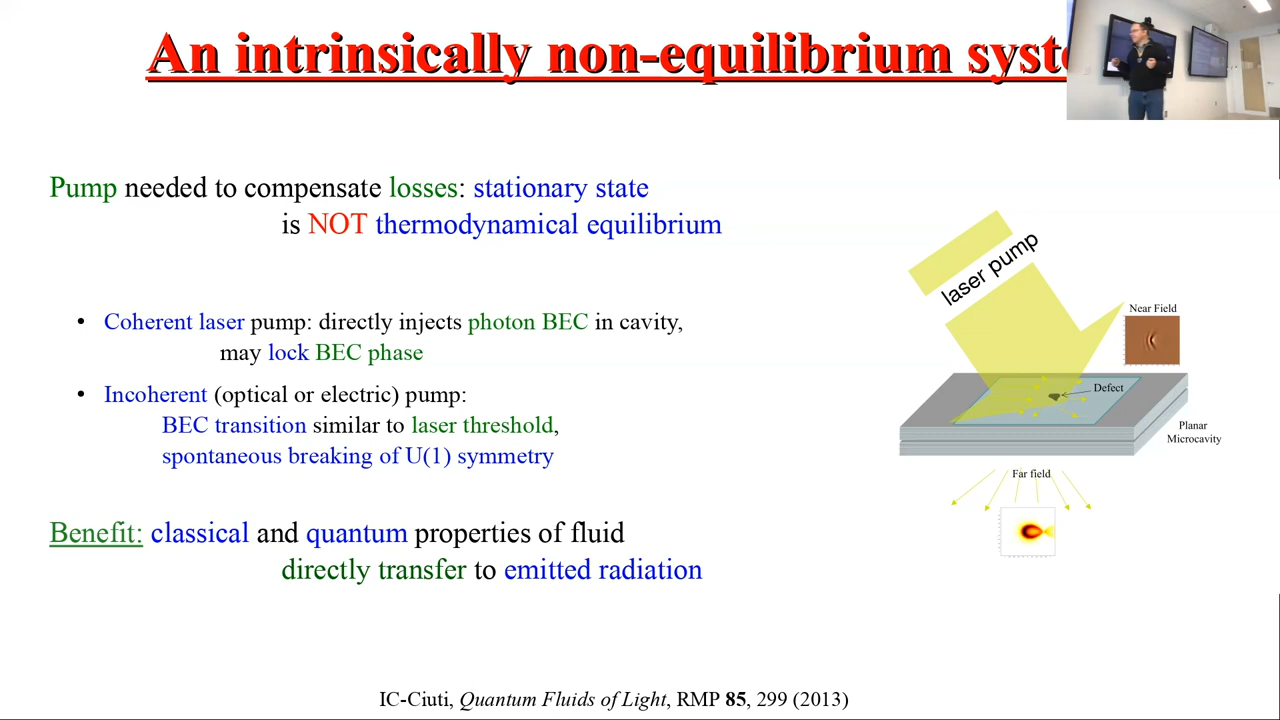 An intrinsically non-equilibrium syst
Pump needed to compensate losses: stationary state
is NOT thermodynamical equilibrium
• Coherent laser pump: directly injects photon BEC in cavity,
may lock BEC phase
• Incoherent (optical or electric) pump:
BEC transition similar to laser threshold,
spontaneous breaking of U(1) symmetry
Benefit: classical and quantum properties of fluid
directly transfer to emitted radiation
laser pump
Near Field
Defect
Planar
Microcavity
Far field
IC-Ciuti, Quantum Fluids of Light, RMP 85, 299 (2013)